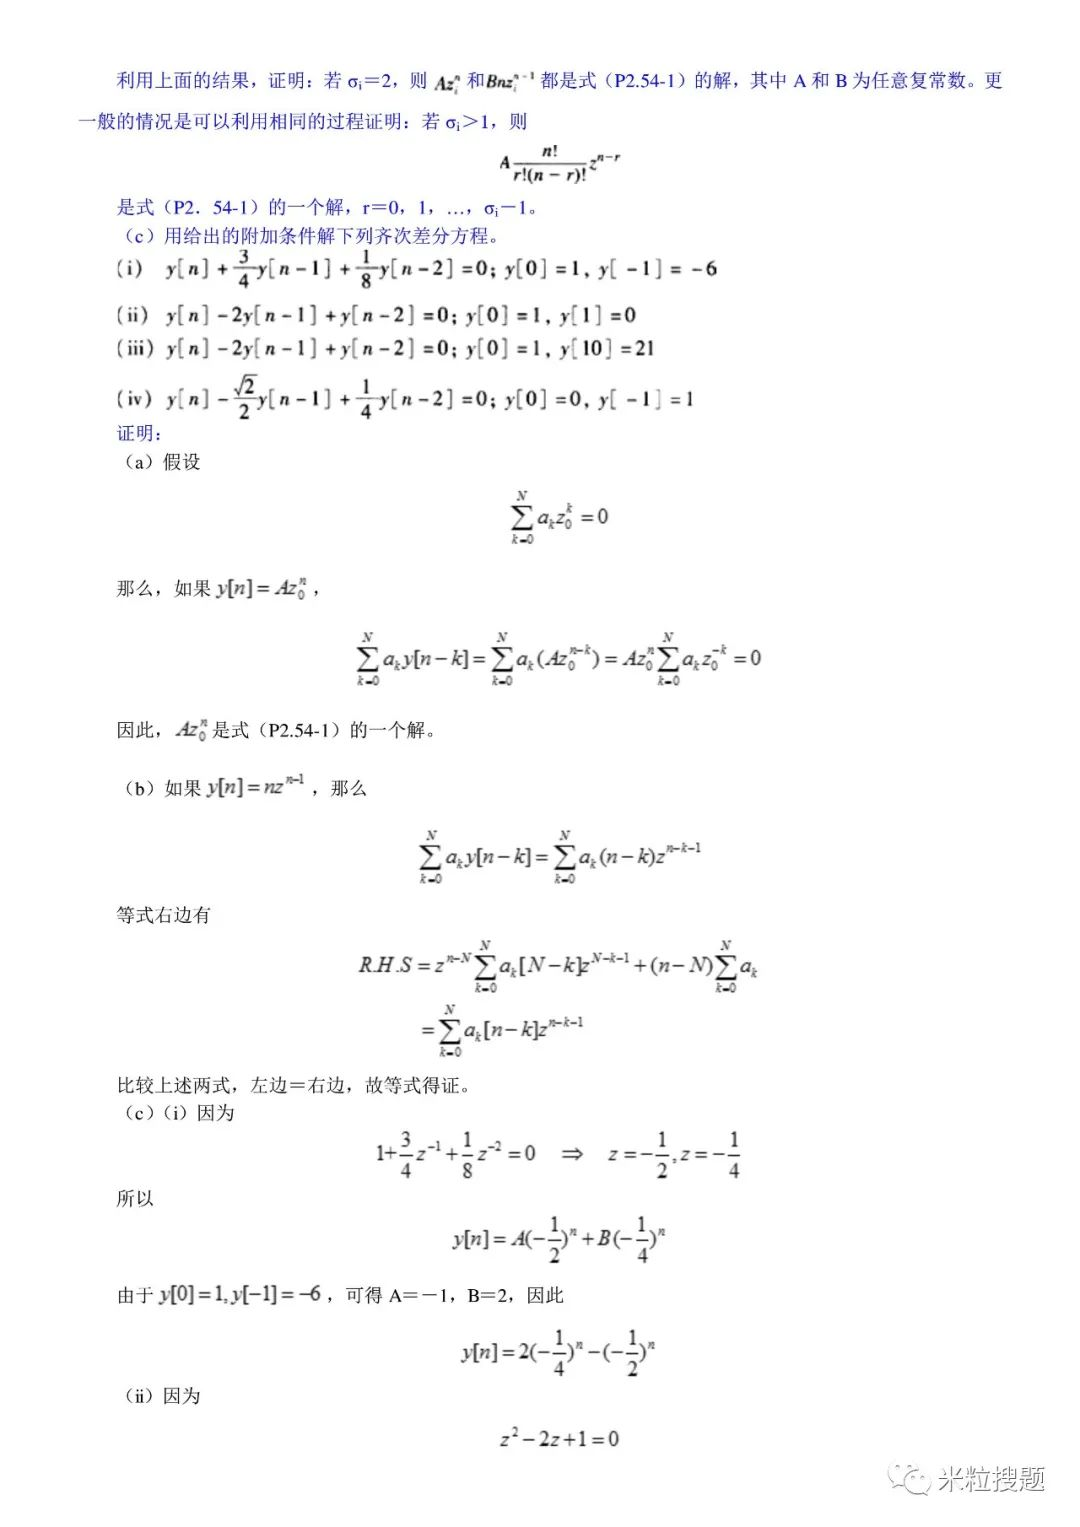 利用上面的结果，证明：若 σᵢ＝2，则 Azᵢⁿ 和Bnzᵢⁿ⁻¹ 都是式（P2.54-1）的解，其中 A 和 B 为任意复常数。更
一般的情况是可以利用相同的过程证明：若 σᵢ＞1，则
A n!/(r!(n − r)!) zⁿ⁻ʳ
是式（P2．54-1）的一个解，r＝0，1，…，σᵢ－1。
（c）用给出的附加条件解下列齐次差分方程。
(i) y[n] + 3/4 y[n − 1] + 1/8 y[n − 2] = 0; y[0] = 1, y[ − 1] = − 6
(ii) y[n] − 2y[n − 1] + y[n − 2] = 0; y[0] = 1, y[1] = 0
(iii) y[n] − 2y[n − 1] + y[n − 2] = 0; y[0] = 1, y[10] = 21
(iv) y[n] − √2/2 y[n − 1] + 1/4 y[n − 2] = 0; y[0] = 0, y[ − 1] = 1
证明：
（a）假设
∑_{k=0}^{N} a_k z_0^k = 0
那么，如果 y[n] = Az_0^n ，
∑_{k=0}^{N} a_k y[n − k] = ∑_{k=0}^{N} a_k (Az_0^{n−k}) = Az_0^n ∑_{k=0}^{N} a_k z_0^{−k} = 0
因此， Az_0^n 是式（P2.54-1）的一个解。
（b）如果 y[n] = nz^{n−1} ，那么
∑_{k=0}^{N} a_k y[n − k] = ∑_{k=0}^{N} a_k (n − k)z^{n−k−1}
等式右边有
R.H.S = z^{n−N} ∑_{k=0}^{N} a_k [N − k]z^{N−k−1} + (n − N) ∑_{k=0}^{N} a_k
= ∑_{k=0}^{N} a_k [n − k]z^{n−k−1}
比较上述两式，左边＝右边，故等式得证。
（c）（i）因为
1+ 3/4 z^{−1} + 1/8 z^{−2} = 0 ⇒ z = − 1/2 , z = − 1/4
所以
y[n] = A(− 1/2)^n + B(− 1/4)^n
由于 y[0] = 1, y[−1] = −6 ，可得 A＝－1，B＝2，因此
y[n] = 2(− 1/4)^n − (− 1/2)^n
（ii）因为
z² − 2z + 1 = 0
米粒搜题